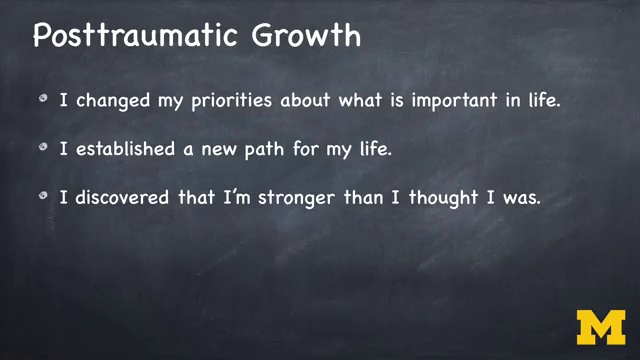 Posttraumatic Growth
I changed my priorities about what is important in life.
I established a new path for my life.
I discovered that I'm stronger than I thought I was.
M